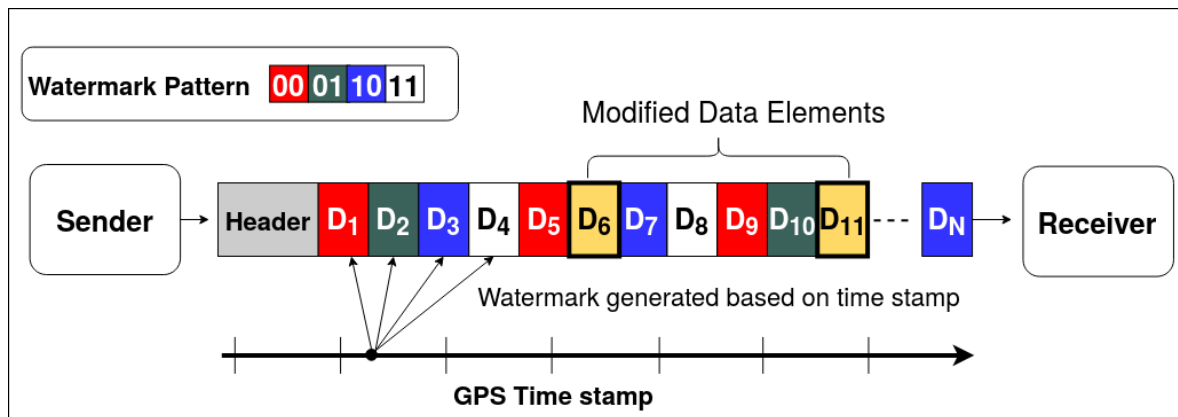 Watermark Pattern 00 01 10 11
Modified Data Elements
Sender Header D1 D2 D3 D4 D5 D6 D7 D8 D9 D10 D11 --- DN Receiver
Watermark generated based on time stamp
GPS Time stamp